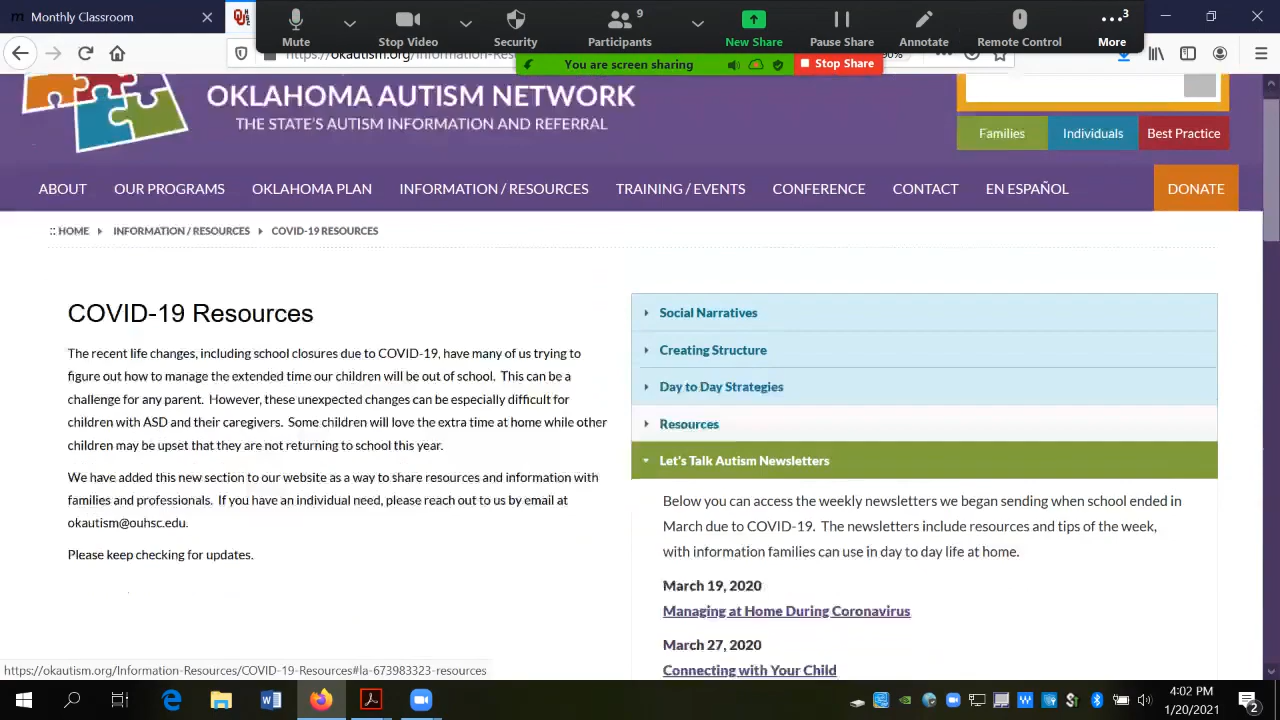 Monthly Classroom
Mute
Stop Video
Security
Participants
9
New Share
Pause Share
Annotate
Remote Control
More
3
You are screen sharing
Stop Share
OKLAHOMA AUTISM NETWORK
THE STATE'S AUTISM INFORMATION AND REFERRAL
Families
Individuals
Best Practice
ABOUT
OUR PROGRAMS
OKLAHOMA PLAN
INFORMATION / RESOURCES
TRAINING / EVENTS
CONFERENCE
CONTACT
EN ESPAÑOL
DONATE
:: HOME
INFORMATION / RESOURCES
COVID-19 RESOURCES
COVID-19 Resources
The recent life changes, including school closures due to COVID-19, have many of us trying to
figure out how to manage the extended time our children will be out of school. This can be a
challenge for any parent. However, these unexpected changes can be especially difficult for
children with ASD and their caregivers. Some children will love the extra time at home while other
children may be upset that they are not returning to school this year.
We have added this new section to our website as a way to share resources and information with
families and professionals. If you have an individual need, please reach out to us by email at
okautism@ouhsc.edu.
Please keep checking for updates.
Social Narratives
Creating Structure
Day to Day Strategies
Resources
Let's Talk Autism Newsletters
Below you can access the weekly newsletters we began sending when school ended in
March due to COVID-19. The newsletters include resources and tips of the week,
with information families can use in day to day life at home.
March 19, 2020
Managing at Home During Coronavirus
March 27, 2020
Connecting with Your Child
https://okautism.org/Information-Resources/COVID-19-Resources#la-673983323-resources
4:02 PM
1/20/2021
2